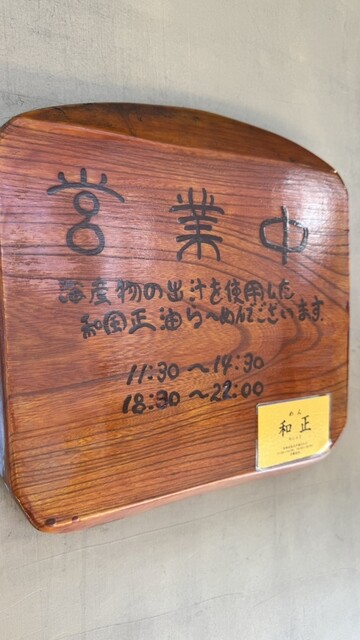 営業中
海産物の出汁を使用した
和風正油らーめんでございます。
11:30〜14:30
18:30〜22:00
めん
和正